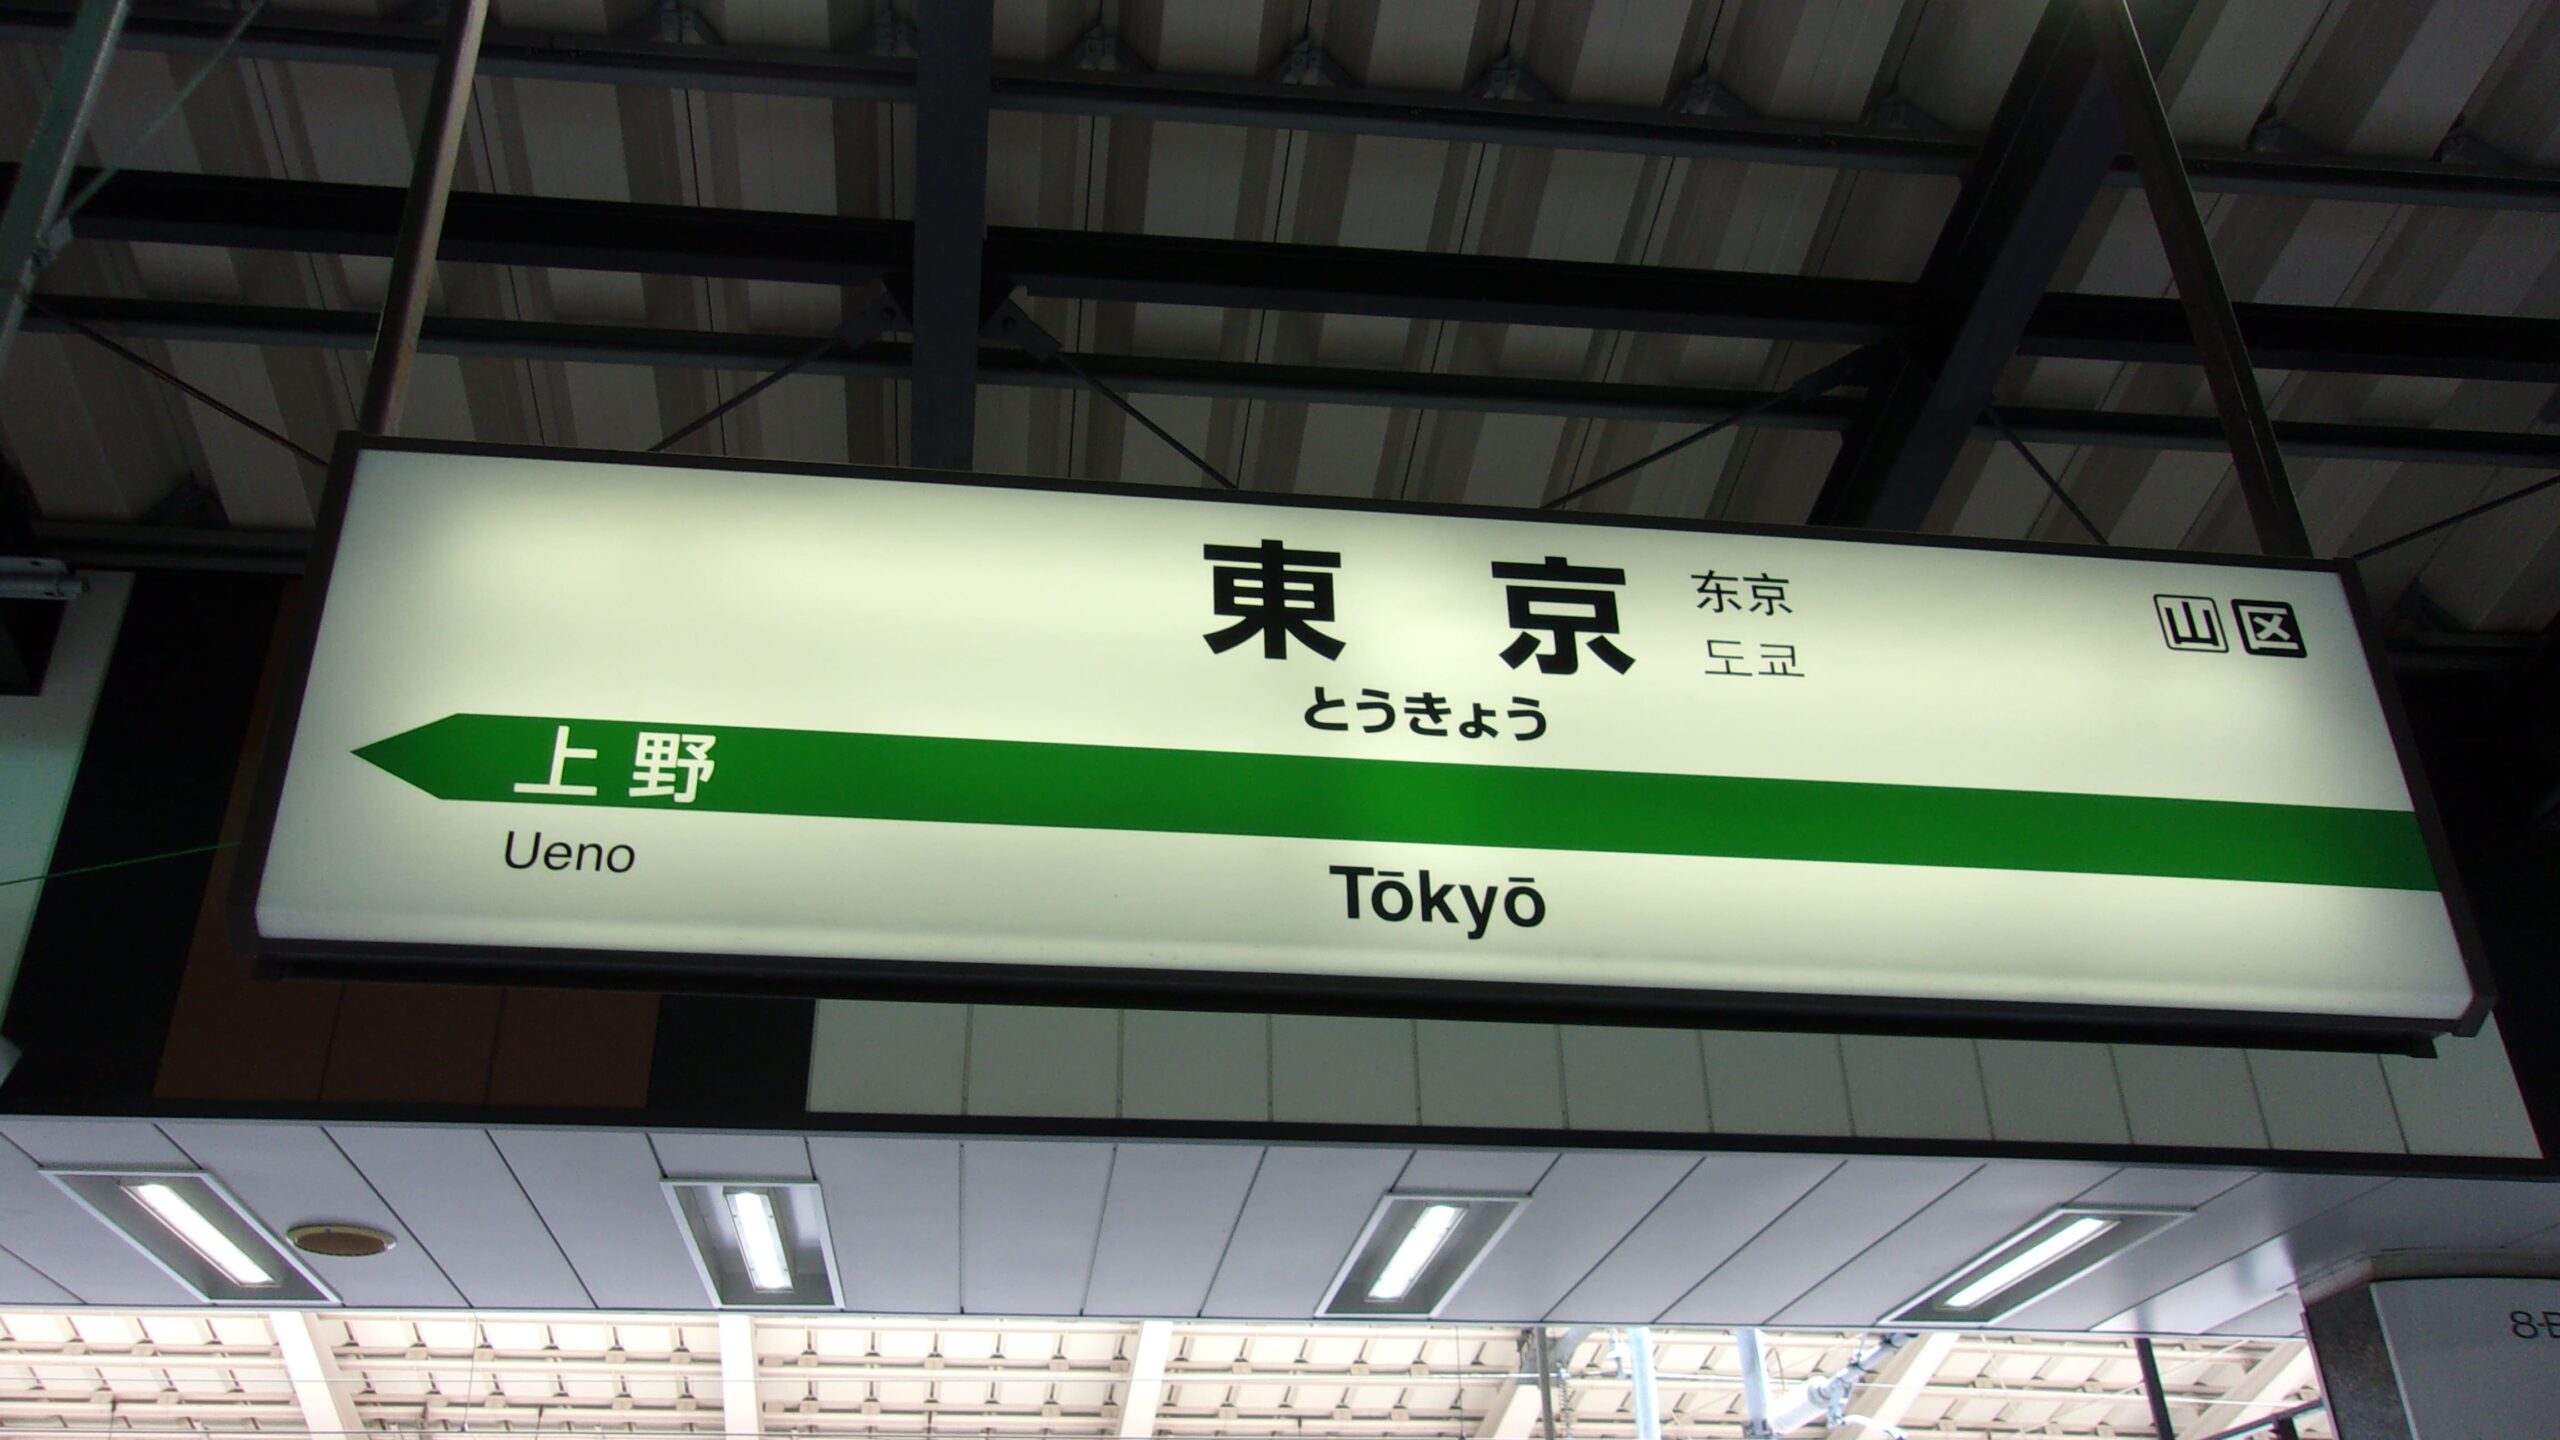 東京
东京
도쿄
山区
とうきょう
上野
Ueno
Tōkyō